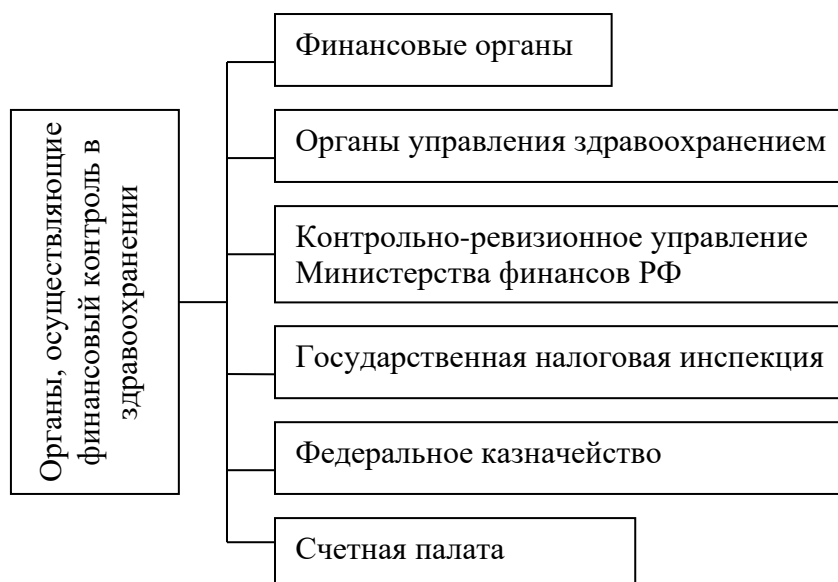 Органы, осуществляющие
финансовый контроль в
здравоохранении
Финансовые органы
Органы управления здравоохранением
Контрольно-ревизионное управление
Министерства финансов РФ
Государственная налоговая инспекция
Федеральное казначейство
Счетная палата